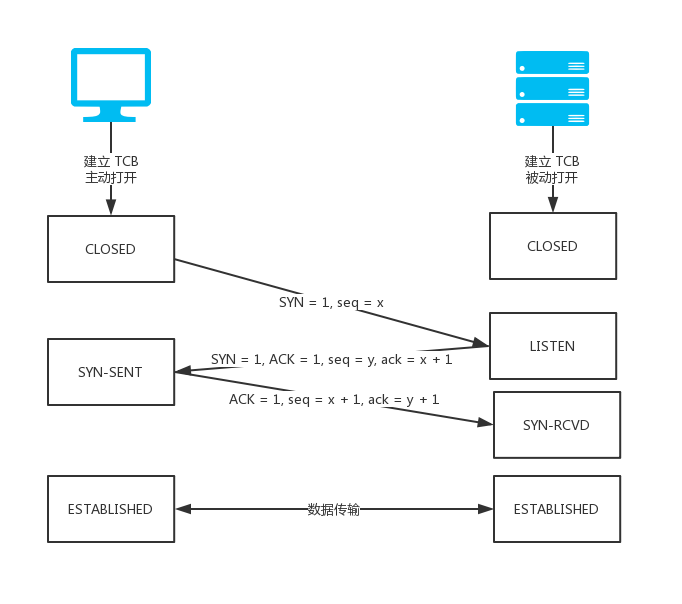 建立 TCB
主动打开
建立 TCB
被动打开
CLOSED
CLOSED
SYN = 1, seq = x
LISTEN
SYN = 1, ACK = 1, seq = y, ack = x + 1
SYN-SENT
ACK = 1, seq = x + 1, ack = y + 1
SYN-RCVD
ESTABLISHED
数据传输
ESTABLISHED